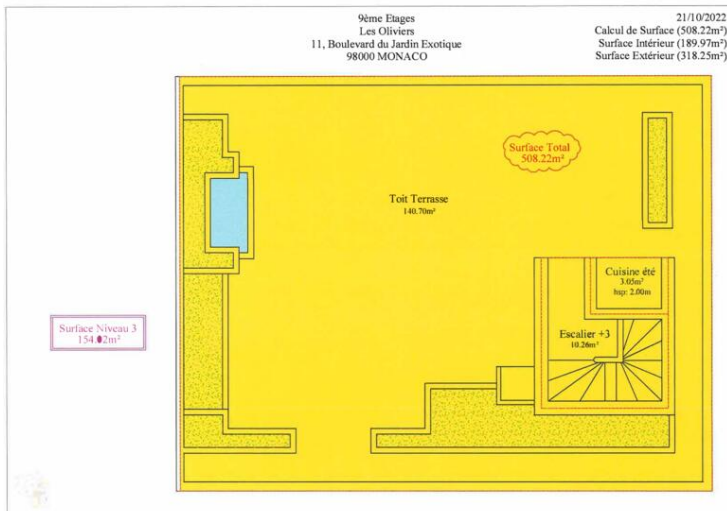 9ème Etages
Les Oliviers
11, Boulevard du Jardin Exotique
98000 MONACO
21/10/2022
Calcul de Surface (508.22m²)
Surface Intérieur (189.97m²)
Surface Extérieur (318.25m²)
Surface Total
508.22m²
Toit Terrasse
140.70m²
Cuisine été
3.05m²
hsp: 2.00m
Surface Niveau 3
154.02m²
Escalier +3
10.26m²